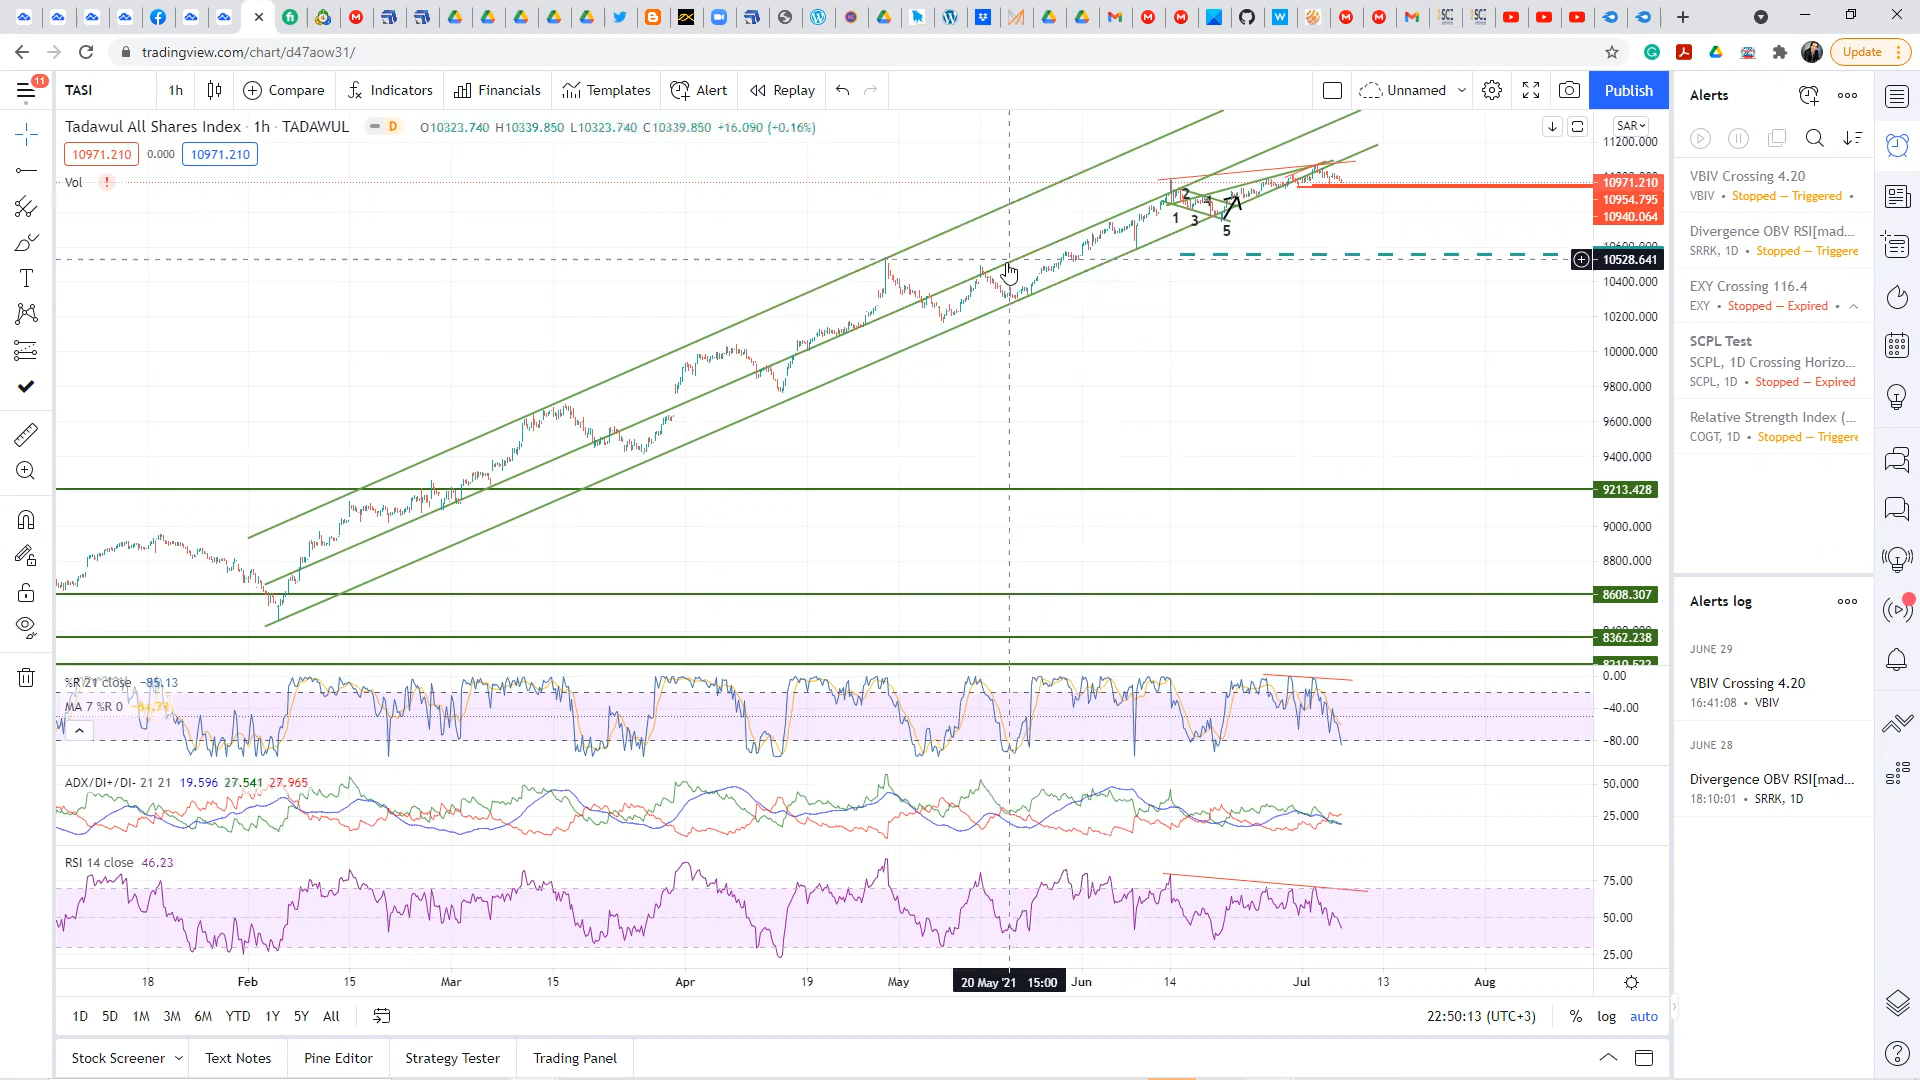 tradingview.com/chart/d47aow31/
Update
11
TASI
1h
Compare
Indicators
Financials
Templates
Alert
Replay
Unnamed
Publish
Tadawul All Shares Index · 1h · TADAWUL
D
O10323.740 H10339.850 L10323.740 C10339.850 +16.090 (+0.16%)
10971.210
0.000
10971.210
Vol
SAR
11200.000
10971.210
10954.795
10940.064
10528.641
10400.000
10200.000
10000.000
9800.000
9600.000
9400.000
9213.428
9000.000
8800.000
8608.307
8362.238
1
2
3
4
5
%R 21 close -95.13
MA 7 %R 0
0.00
-40.00
-80.00
ADX/DI+/DI- 21 21 19.596 27.541 27.965
50.000
25.000
RSI 14 close 46.23
75.00
50.00
25.00
18
Feb
15
Mar
15
Apr
19
May
20 May '21 15:00
Jun
14
Jul
13
Aug
1D
5D
1M
3M
6M
YTD
1Y
5Y
All
22:50:13 (UTC+3)
%
log
auto
Stock Screener
Text Notes
Pine Editor
Strategy Tester
Trading Panel
Alerts
VBIV Crossing 4.20
VBIV • Stopped — Triggered •
Divergence OBV RSI[mad...
SRRK, 1D • Stopped — Triggere
EXY Crossing 116.4
EXY • Stopped — Expired •
SCPL Test
SCPL, 1D Crossing Horizo...
SCPL, 1D • Stopped — Expired
Relative Strength Index (...
COGT, 1D • Stopped — Triggere
Alerts log
JUNE 29
VBIV Crossing 4.20
16:41:08 • VBIV
JUNE 28
Divergence OBV RSI[mad...
18:10:01 • SRRK, 1D